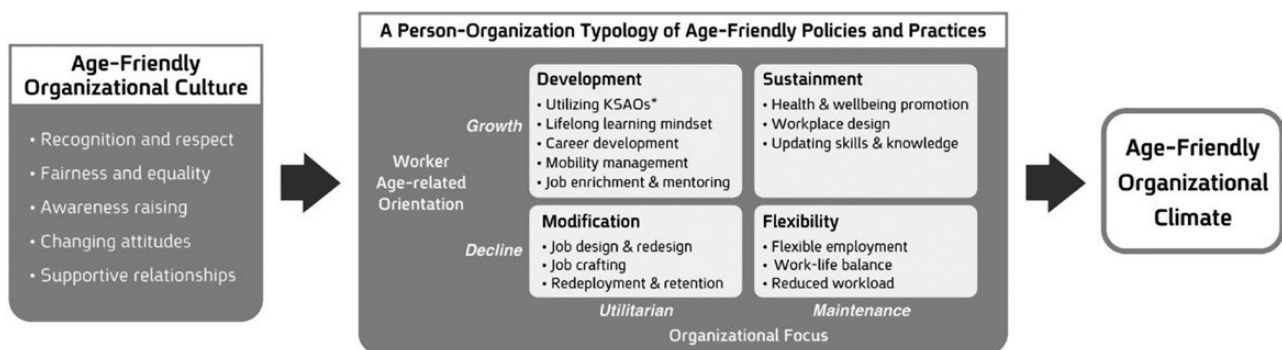 Age-Friendly
Organizational Culture
• Recognition and respect
• Fairness and equality
• Awareness raising
• Changing attitudes
• Supportive relationships
A Person-Organization Typology of Age-Friendly Policies and Practices
Worker
Age-related
Orientation
Growth
Development
• Utilizing KSAOs*
• Lifelong learning mindset
• Career development
• Mobility management
• Job enrichment & mentoring
Sustainment
• Health & wellbeing promotion
• Workplace design
• Updating skills & knowledge
Decline
Modification
• Job design & redesign
• Job crafting
• Redeployment & retention
Flexibility
• Flexible employment
• Work-life balance
• Reduced workload
Utilitarian
Maintenance
Organizational Focus
Age-Friendly
Organizational
Climate